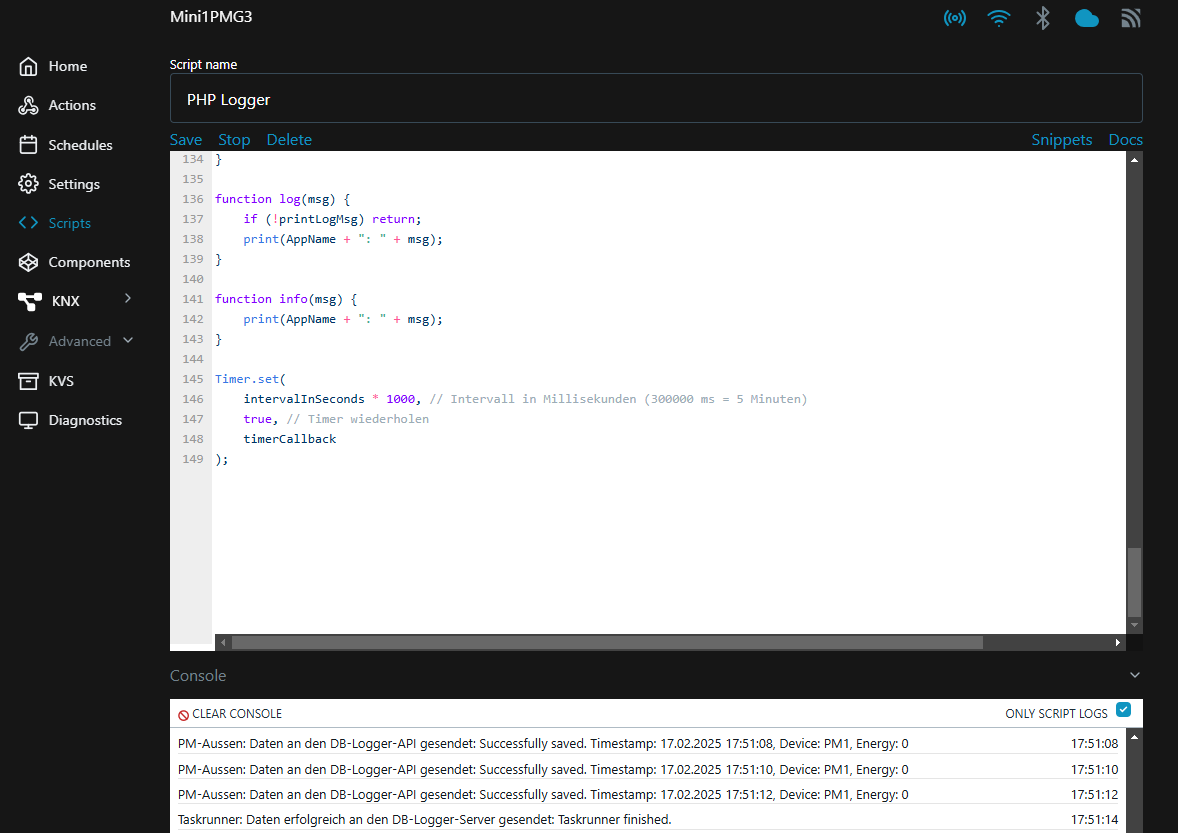 Mini1PMG3
Home
Actions
Schedules
Settings
Scripts
Components
KNX
Advanced
KVS
Diagnostics
Script name
PHP Logger
Save Stop Delete Snippets Docs
134 }
135
136 function log(msg) {
137     if (!printLogMsg) return;
138     print(AppName + ": " + msg);
139 }
140
141 function info(msg) {
142     print(AppName + ": " + msg);
143 }
144
145 Timer.set(
146     intervalInSeconds * 1000, // Intervall in Millisekunden (300000 ms = 5 Minuten)
147     true, // Timer wiederholen
148     timerCallback
149 );
Console
CLEAR CONSOLE ONLY SCRIPT LOGS
PM-Aussen: Daten an den DB-Logger-API gesendet: Successfully saved. Timestamp: 17.02.2025 17:51:08, Device: PM1, Energy: 0 17:51:08
PM-Aussen: Daten an den DB-Logger-API gesendet: Successfully saved. Timestamp: 17.02.2025 17:51:10, Device: PM1, Energy: 0 17:51:10
PM-Aussen: Daten an den DB-Logger-API gesendet: Successfully saved. Timestamp: 17.02.2025 17:51:12, Device: PM1, Energy: 0 17:51:12
Taskrunner: Daten erfolgreich an den DB-Logger-Server gesendet: Taskrunner finished. 17:51:14